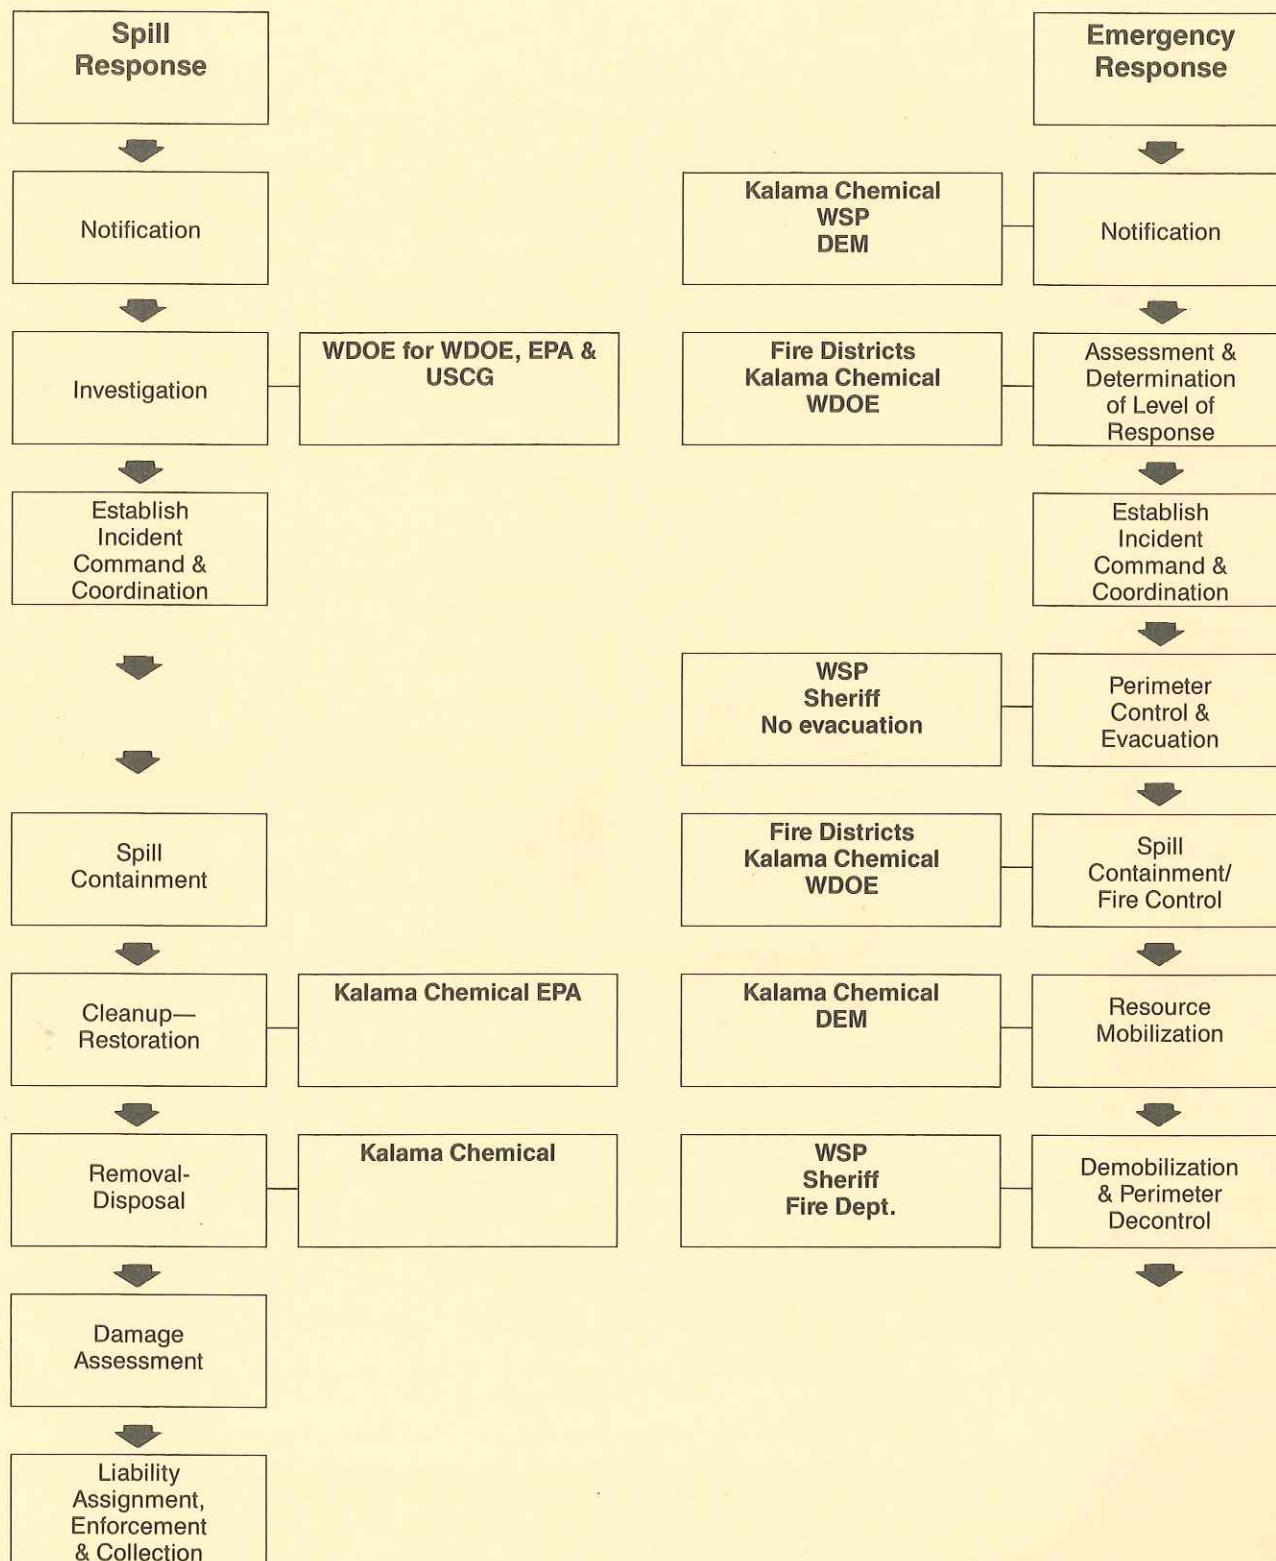 Spill
Response
Notification
Investigation
WDOE for WDOE, EPA &
USCG
Establish
Incident
Command &
Coordination
Spill
Containment
Cleanup—
Restoration
Kalama Chemical EPA
Removal-
Disposal
Kalama Chemical
Damage
Assessment
Liability
Assignment,
Enforcement
& Collection
Emergency
Response
Kalama Chemical
WSP
DEM
Notification
Fire Districts
Kalama Chemical
WDOE
Assessment &
Determination
of Level of
Response
Establish
Incident
Command &
Coordination
WSP
Sheriff
No evacuation
Perimeter
Control &
Evacuation
Fire Districts
Kalama Chemical
WDOE
Spill
Containment/
Fire Control
Kalama Chemical
DEM
Resource
Mobilization
WSP
Sheriff
Fire Dept.
Demobilization
& Perimeter
Decontrol